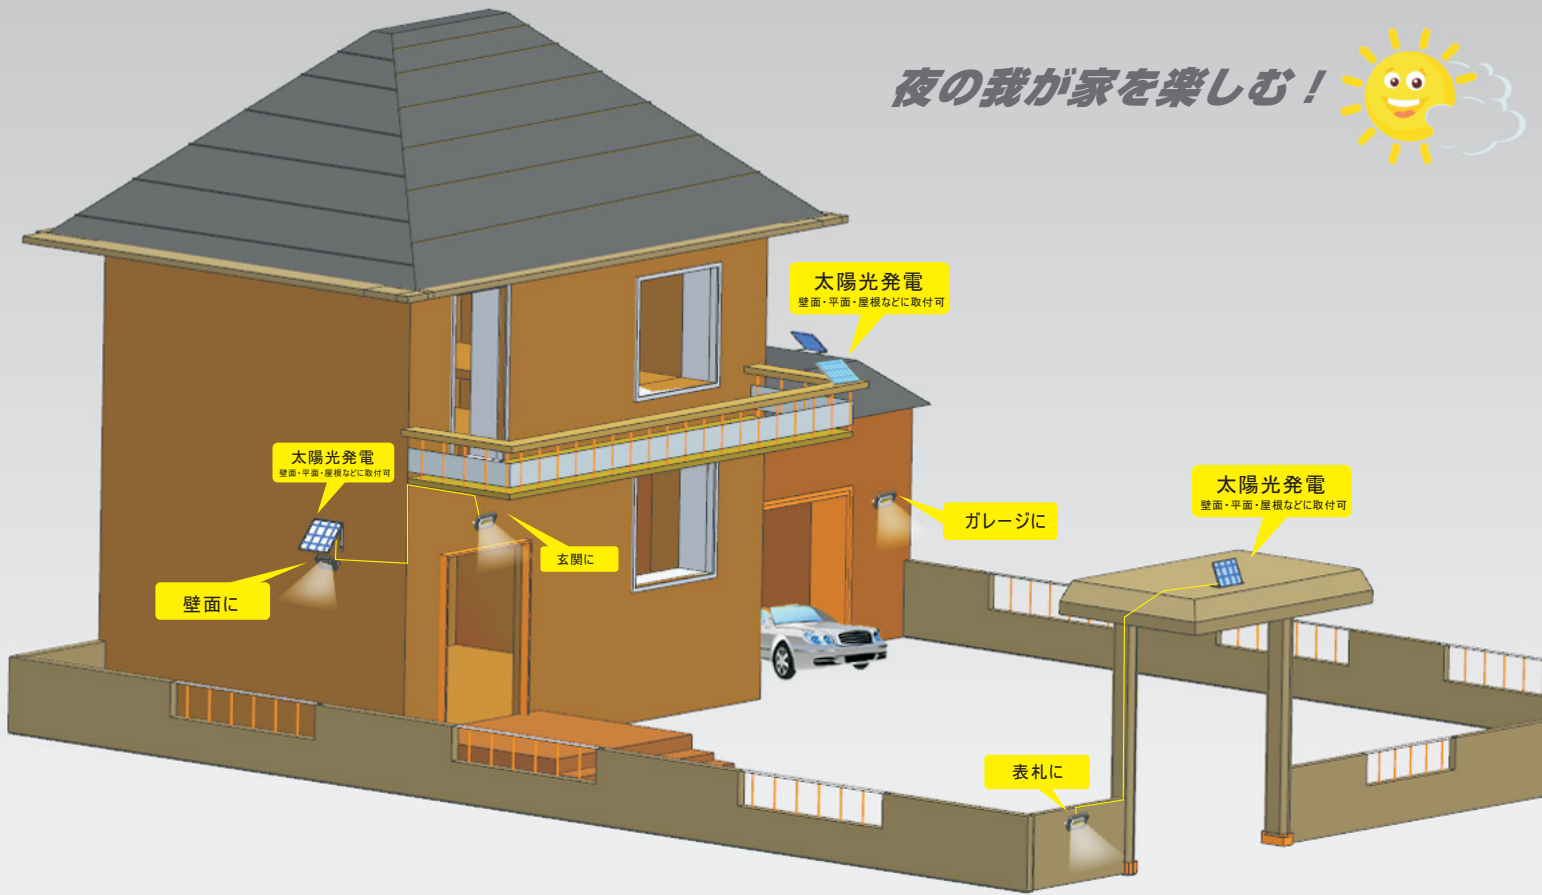 夜の我が家を楽しむ！
太陽光発電
壁面・平面・屋根などに取付可
太陽光発電
壁面・平面・屋根などに取付可
太陽光発電
壁面・平面・屋根などに取付可
ガレージに
玄関に
壁面に
表札に